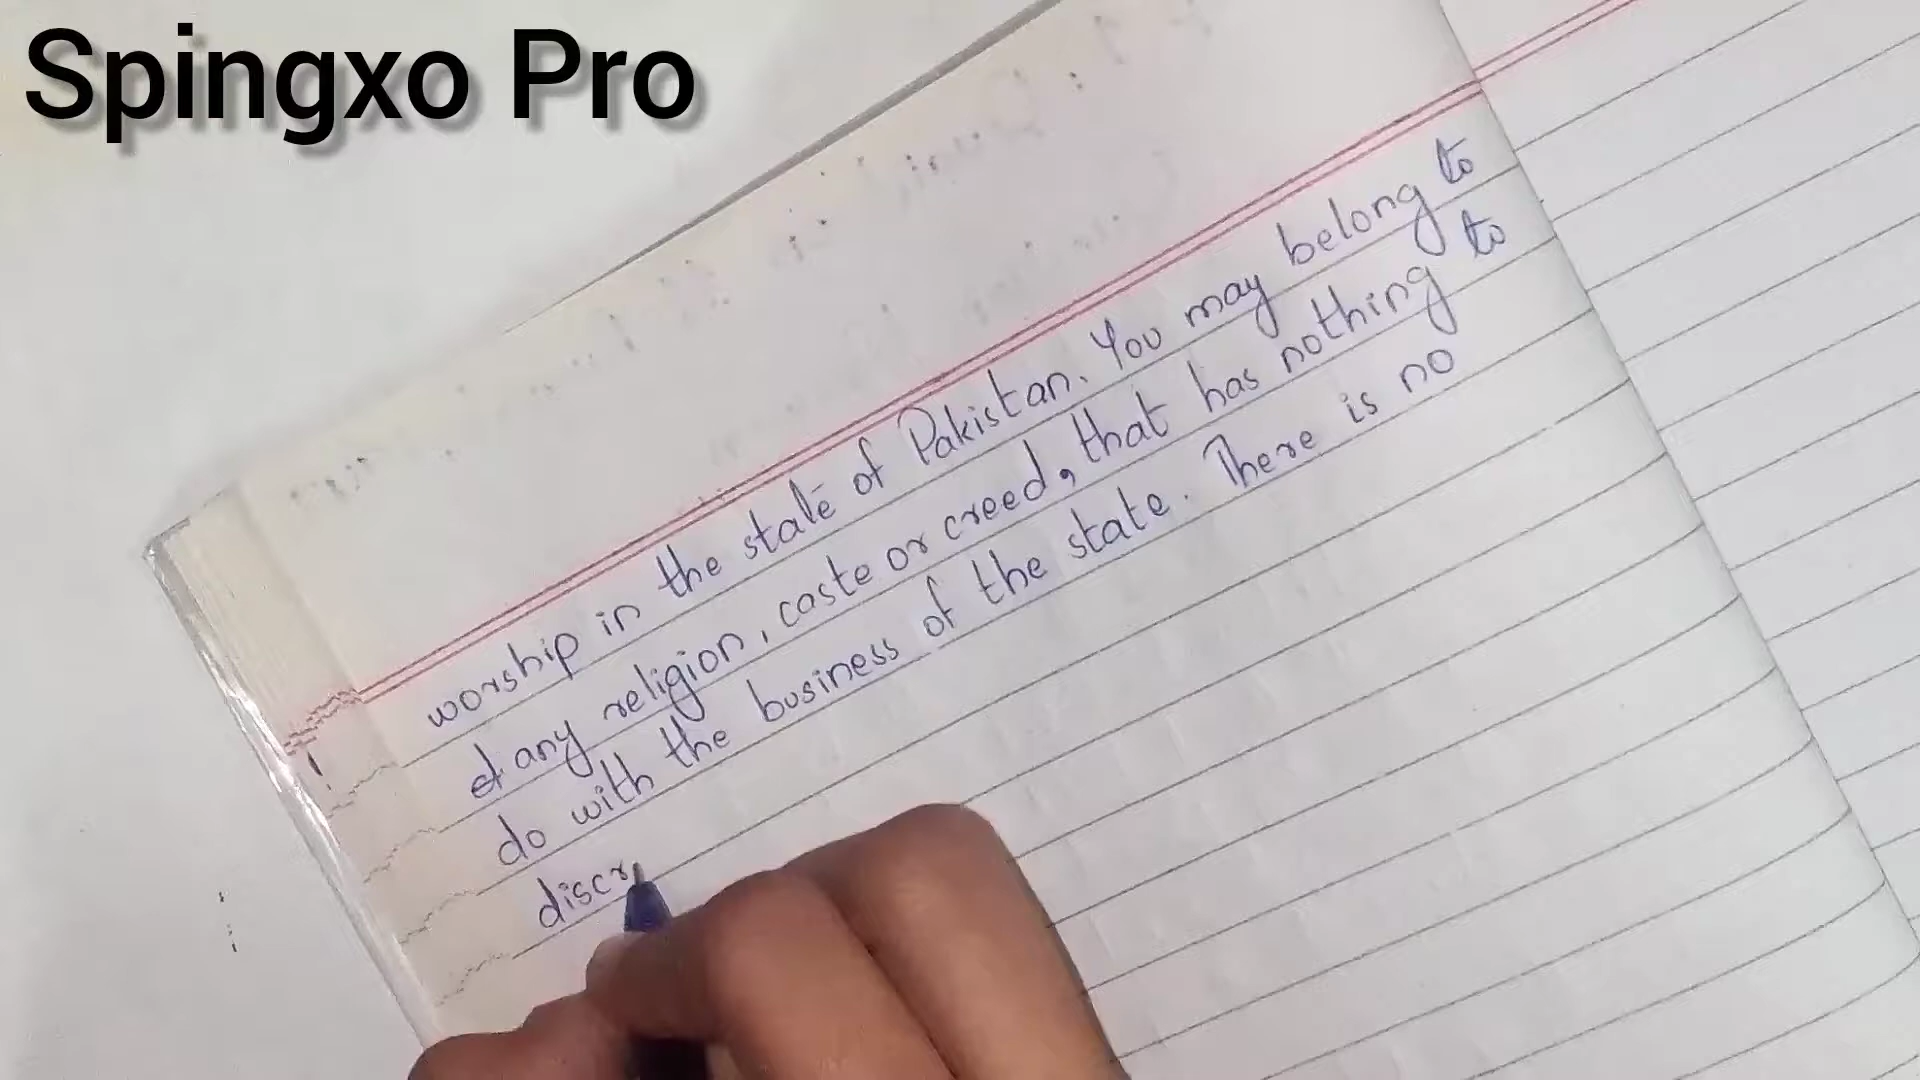 Spingxo Pro
worship in the state of Pakistan. You may belong to
any religion, caste or creed, that has nothing to
do with the business of the state. There is no
discr